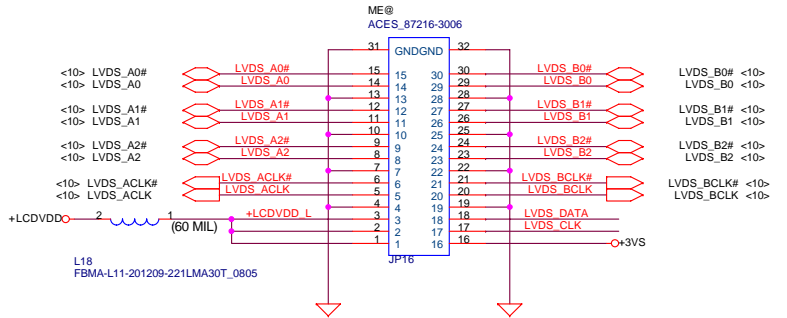 ME@
ACES_87216-3006
31 GNDGND 32
<10> LVDS_A0# LVDS_A0# 15 15 30 30 LVDS_B0# LVDS_B0# <10>
<10> LVDS_A0 LVDS_A0 14 14 29 29 LVDS_B0 LVDS_B0 <10>
13 13 28 28
<10> LVDS_A1# LVDS_A1# 12 12 27 27 LVDS_B1# LVDS_B1# <10>
<10> LVDS_A1 LVDS_A1 11 11 26 26 LVDS_B1 LVDS_B1 <10>
10 10 25 25
<10> LVDS_A2# LVDS_A2# 9 9 24 24 LVDS_B2# LVDS_B2# <10>
<10> LVDS_A2 LVDS_A2 8 8 23 23 LVDS_B2 LVDS_B2 <10>
7 7 22 22
<10> LVDS_ACLK# LVDS_ACLK# 6 6 21 21 LVDS_BCLK# LVDS_BCLK# <10>
<10> LVDS_ACLK LVDS_ACLK 5 5 20 20 LVDS_BCLK LVDS_BCLK <10>
4 4 19 19
+LCDVDD 2 1 +LCDVDD_L 3 3 18 18 LVDS_DATA
(60 MIL) 2 2 17 17 LVDS_CLK
1 1 16 16 +3VS
JP16
L18
FBMA-L11-201209-221LMA30T_0805